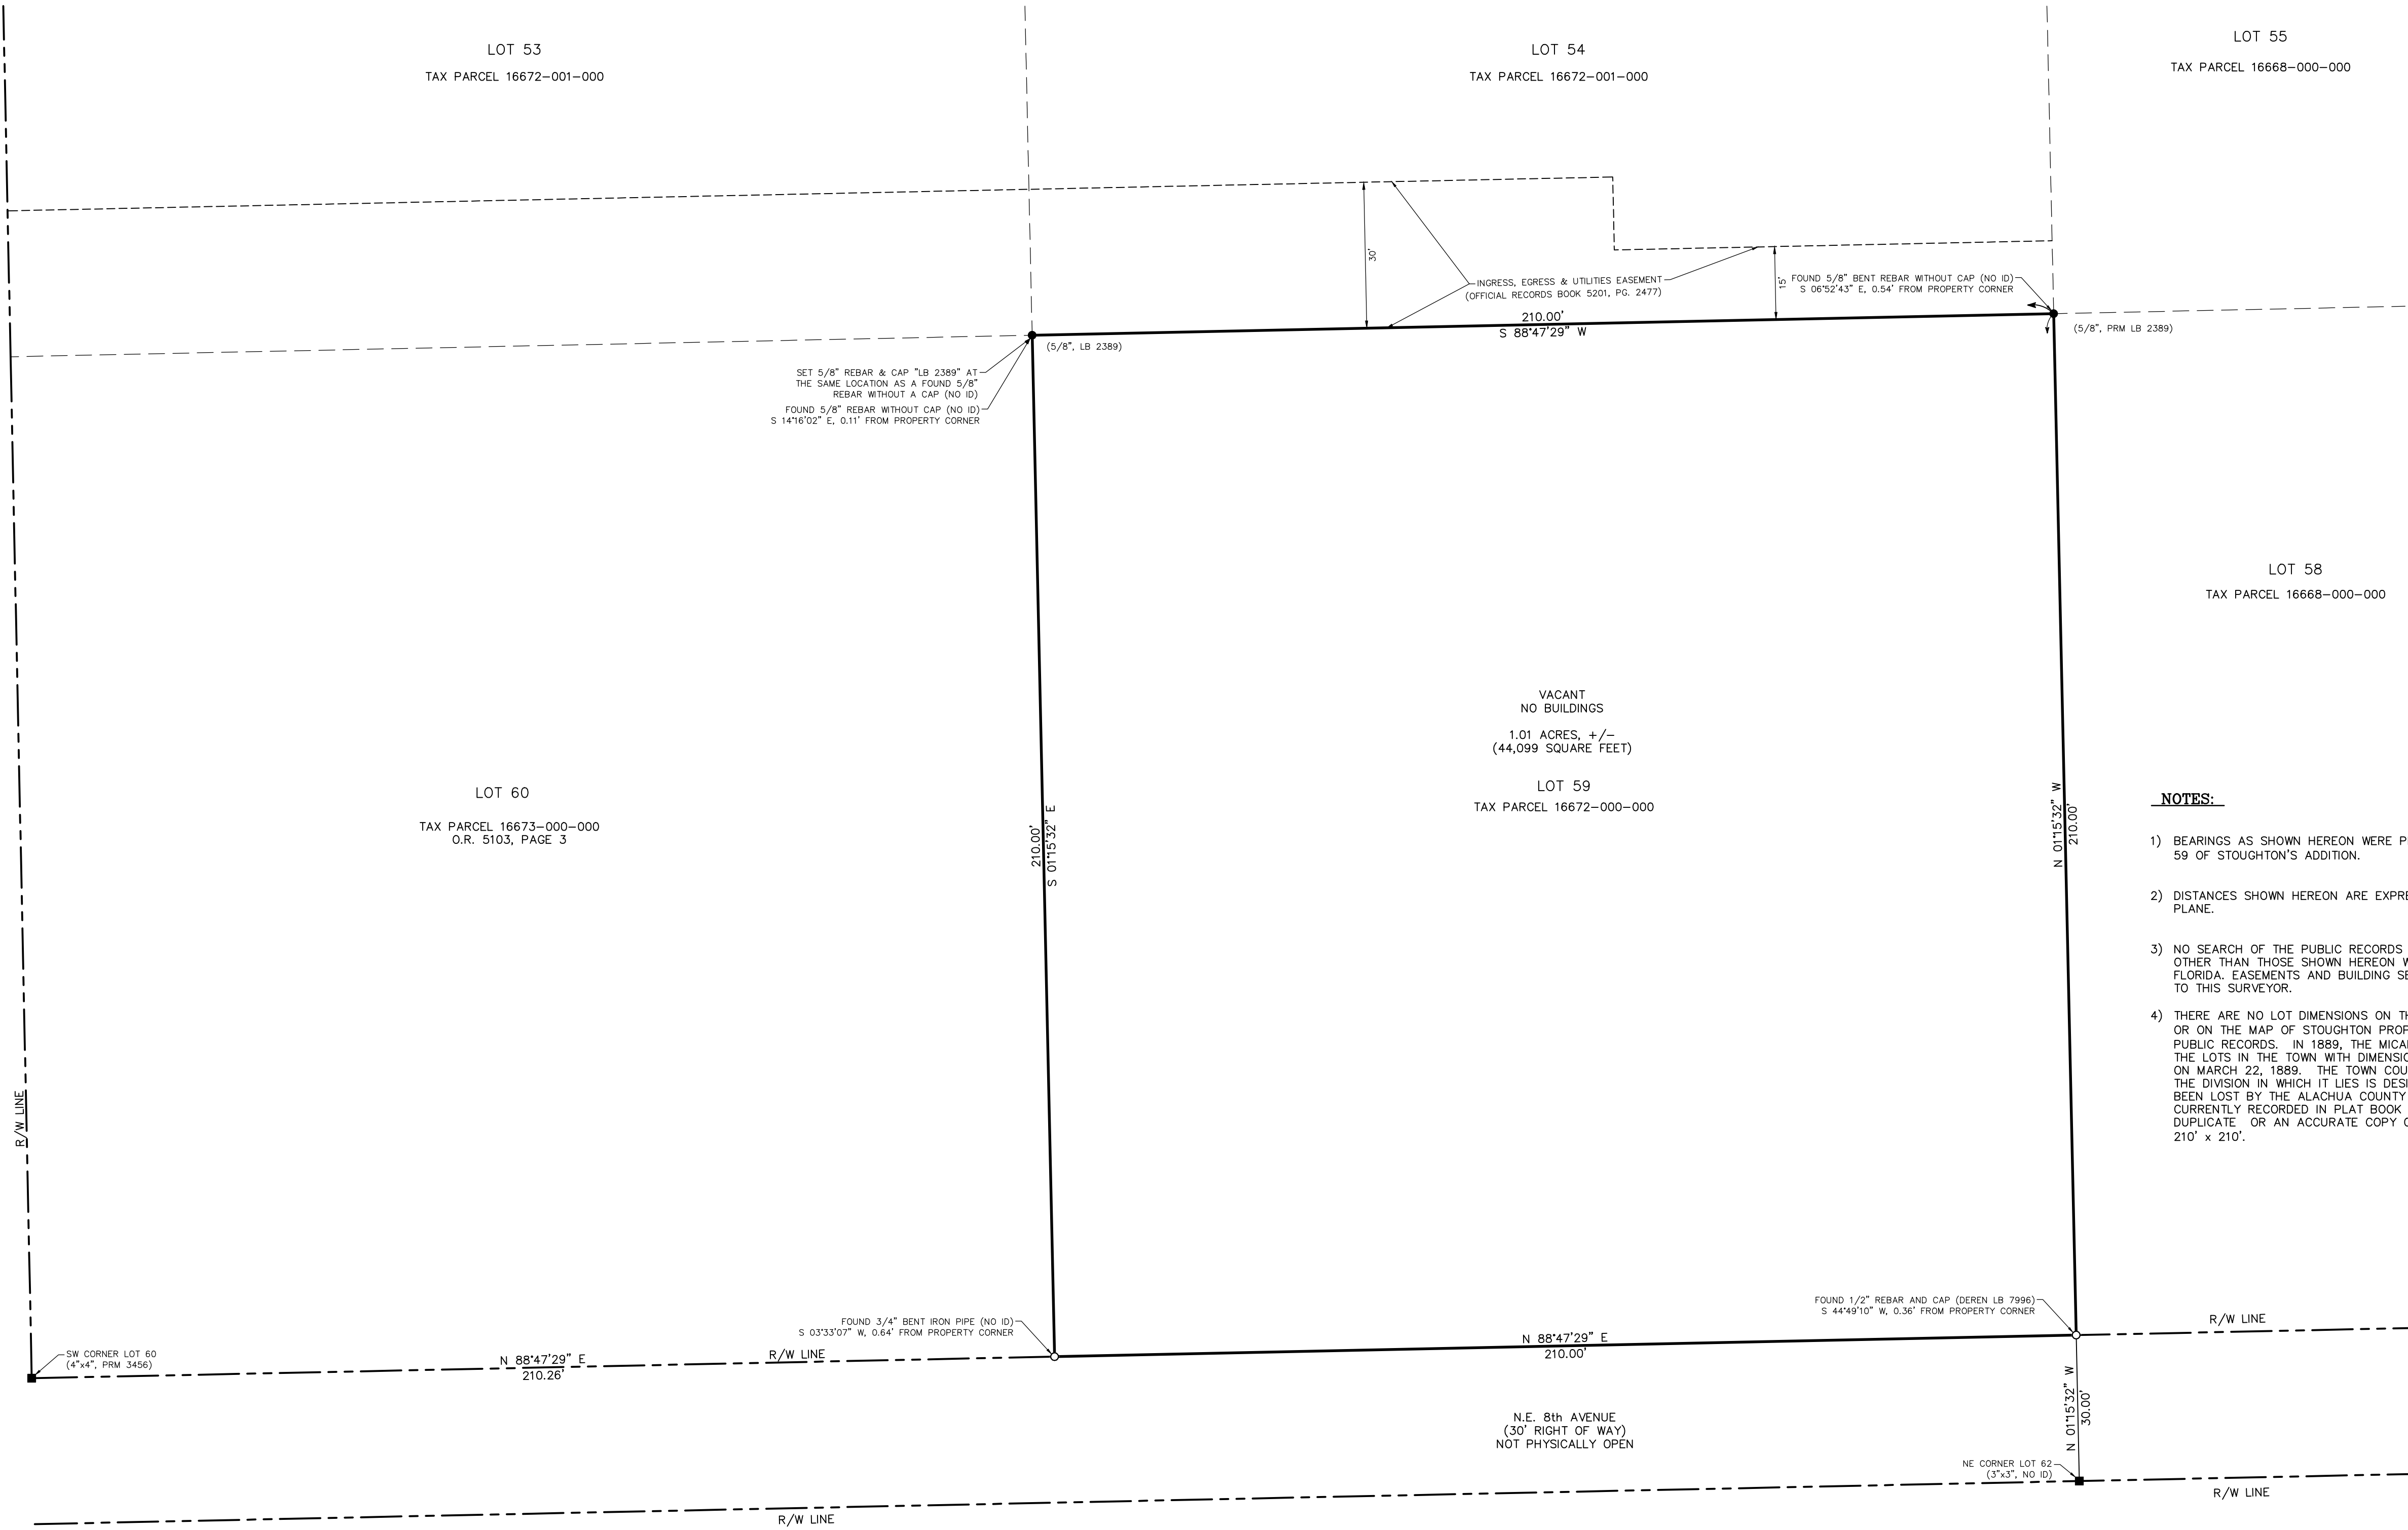 LOT 53
TAX PARCEL 16672-001-000
LOT 54
TAX PARCEL 16672-001-000
LOT 55
TAX PARCEL 16668-000-000
30'
INGRESS, EGRESS & UTILITIES EASEMENT
(OFFICIAL RECORDS BOOK 5201, PG. 2477)
15'
FOUND 5/8" BENT REBAR WITHOUT CAP (NO ID)
S 06°52'43" E, 0.54' FROM PROPERTY CORNER
(5/8", PRM LB 2389)
210.00'
S 88°47'29" W
(5/8", LB 2389)
SET 5/8" REBAR & CAP "LB 2389" AT
THE SAME LOCATION AS A FOUND 5/8"
REBAR WITHOUT A CAP (NO ID)
FOUND 5/8" REBAR WITHOUT CAP (NO ID)
S 14°16'02" E, 0.11' FROM PROPERTY CORNER
LOT 58
TAX PARCEL 16668-000-000
VACANT
NO BUILDINGS
1.01 ACRES, +/-
(44,099 SQUARE FEET)
LOT 59
TAX PARCEL 16672-000-000
LOT 60
TAX PARCEL 16673-000-000
O.R. 5103, PAGE 3
210.00'
S 01°15'32" E
N 01°15'32" W
210.00'
NOTES:
1) BEARINGS AS SHOWN HEREON WERE P
59 OF STOUGHTON'S ADDITION.
2) DISTANCES SHOWN HEREON ARE EXPRE
PLANE.
3) NO SEARCH OF THE PUBLIC RECORDS
OTHER THAN THOSE SHOWN HEREON W
FLORIDA. EASEMENTS AND BUILDING SE
TO THIS SURVEYOR.
4) THERE ARE NO LOT DIMENSIONS ON TH
OR ON THE MAP OF STOUGHTON PROP
PUBLIC RECORDS. IN 1889, THE MICA
THE LOTS IN THE TOWN WITH DIMENSIO
ON MARCH 22, 1889. THE TOWN COU
THE DIVISION IN WHICH IT LIES IS DESI
BEEN LOST BY THE ALACHUA COUNTY
CURRENTLY RECORDED IN PLAT BOOK
DUPLICATE OR AN ACCURATE COPY O
210' x 210'.
R/W LINE
SW CORNER LOT 60
(4"x4", PRM 3456)
N 88°47'29" E
210.26'
R/W LINE
FOUND 3/4" BENT IRON PIPE (NO ID)
S 03°33'07" W, 0.64' FROM PROPERTY CORNER
N 88°47'29" E
210.00'
FOUND 1/2" REBAR AND CAP (DEREN LB 7996)
S 44°49'10" W, 0.36' FROM PROPERTY CORNER
R/W LINE
N 01°15'32" W
30.00'
N.E. 8th AVENUE
(30' RIGHT OF WAY)
NOT PHYSICALLY OPEN
NE CORNER LOT 62
(3"x3", NO ID)
R/W LINE
R/W LINE